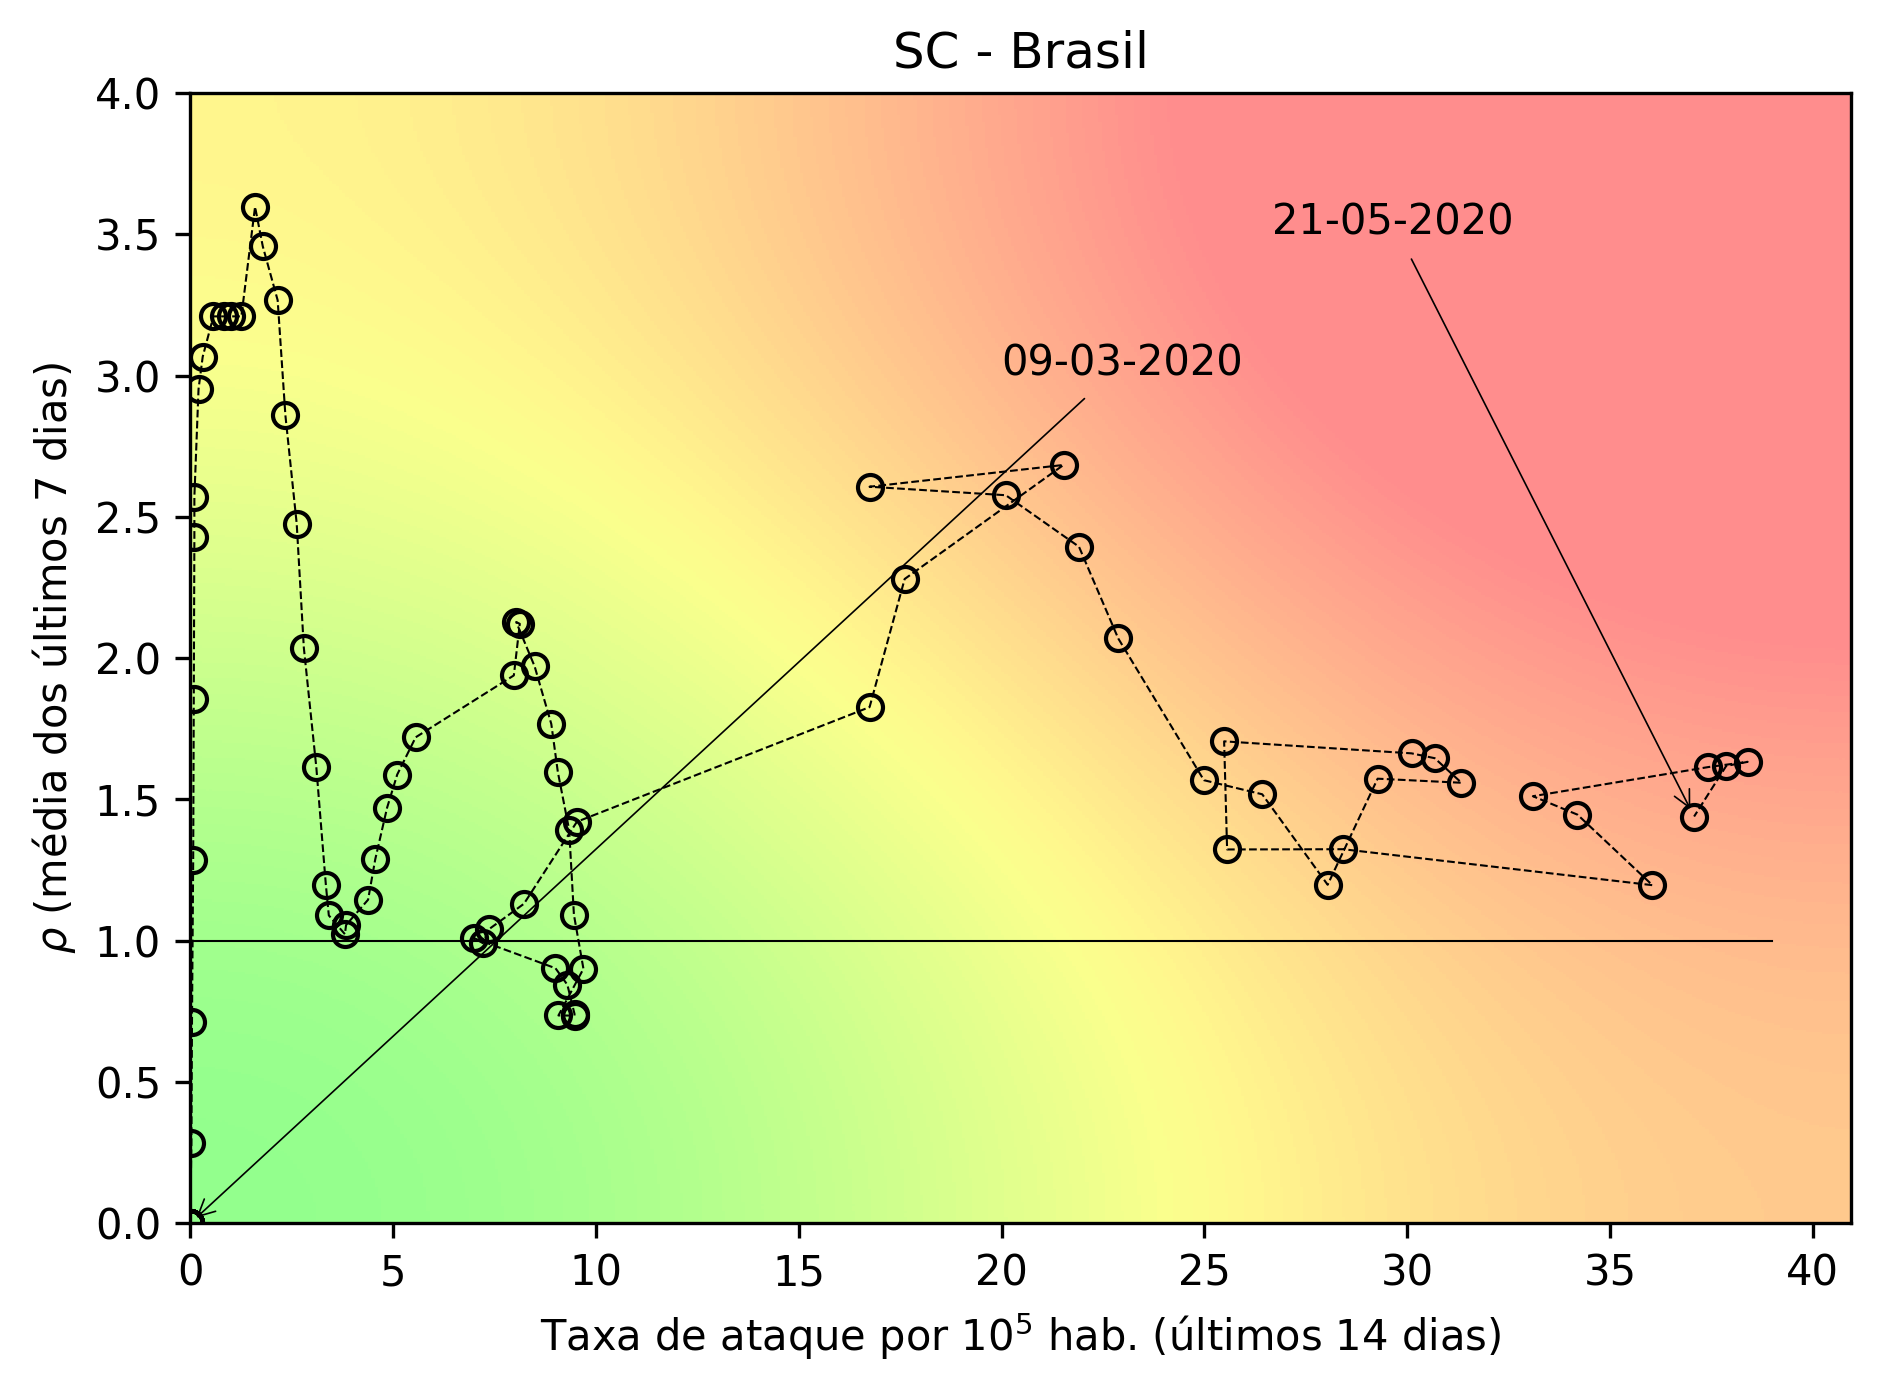 SC - Brasil
4.0
3.5
3.0
2.5
2.0
1.5
1.0
0.5
0.0
ρ (média dos últimos 7 dias)
21-05-2020
09-03-2020
0 5 10 15 20 25 30 35 40
Taxa de ataque por 10⁵ hab. (últimos 14 dias)